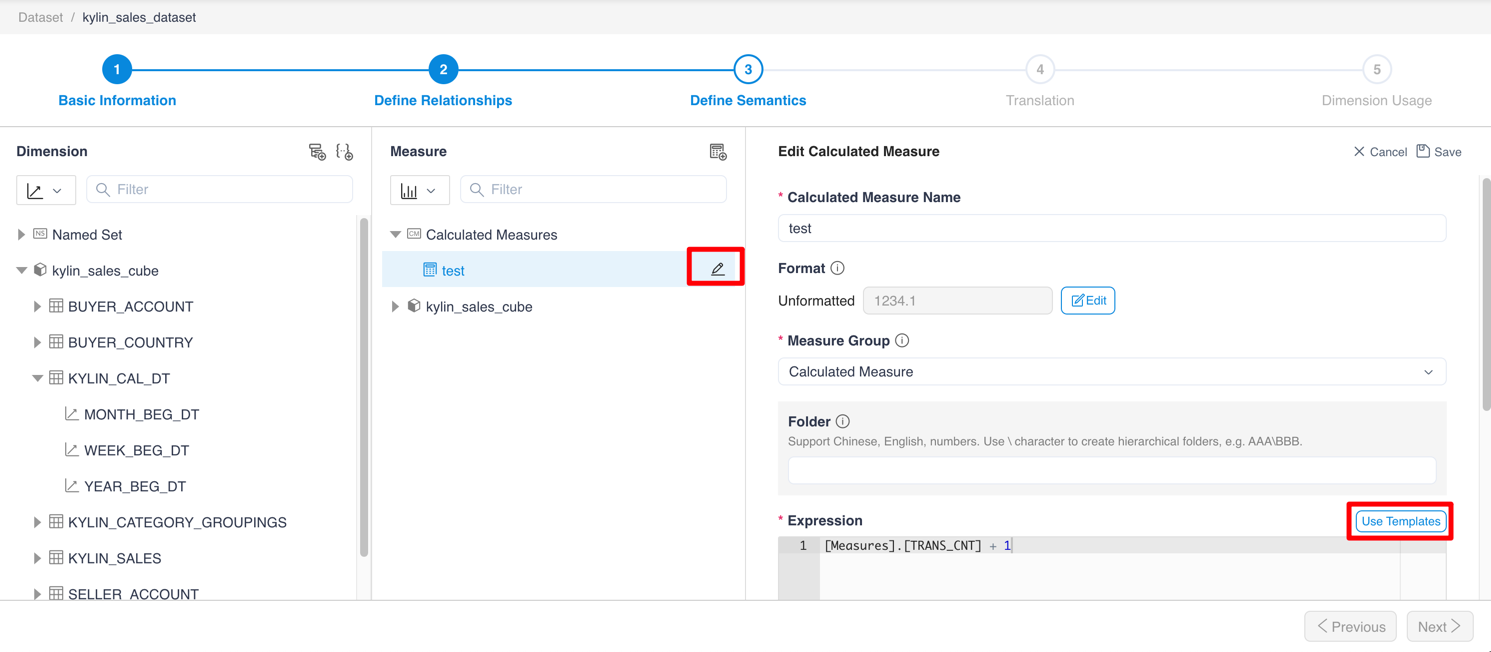 Dataset / kylin_sales_dataset
1 2 3 4 5
Basic Information Define Relationships Define Semantics Translation Dimension Usage
Dimension
Filter
NS Named Set
kylin_sales_cube
BUYER_ACCOUNT
BUYER_COUNTRY
KYLIN_CAL_DT
MONTH_BEG_DT
WEEK_BEG_DT
YEAR_BEG_DT
KYLIN_CATEGORY_GROUPINGS
KYLIN_SALES
SELLER_ACCOUNT
Measure
Filter
CM Calculated Measures
test
kylin_sales_cube
Edit Calculated Measure
Cancel Save
* Calculated Measure Name
test
Format
Unformatted 1234.1 Edit
* Measure Group
Calculated Measure
Folder
Support Chinese, English, numbers. Use \ character to create hierarchical folders, e.g. AAA\BBB.
* Expression Use Templates
1 [Measures].[TRANS_CNT] + 1
< Previous Next >